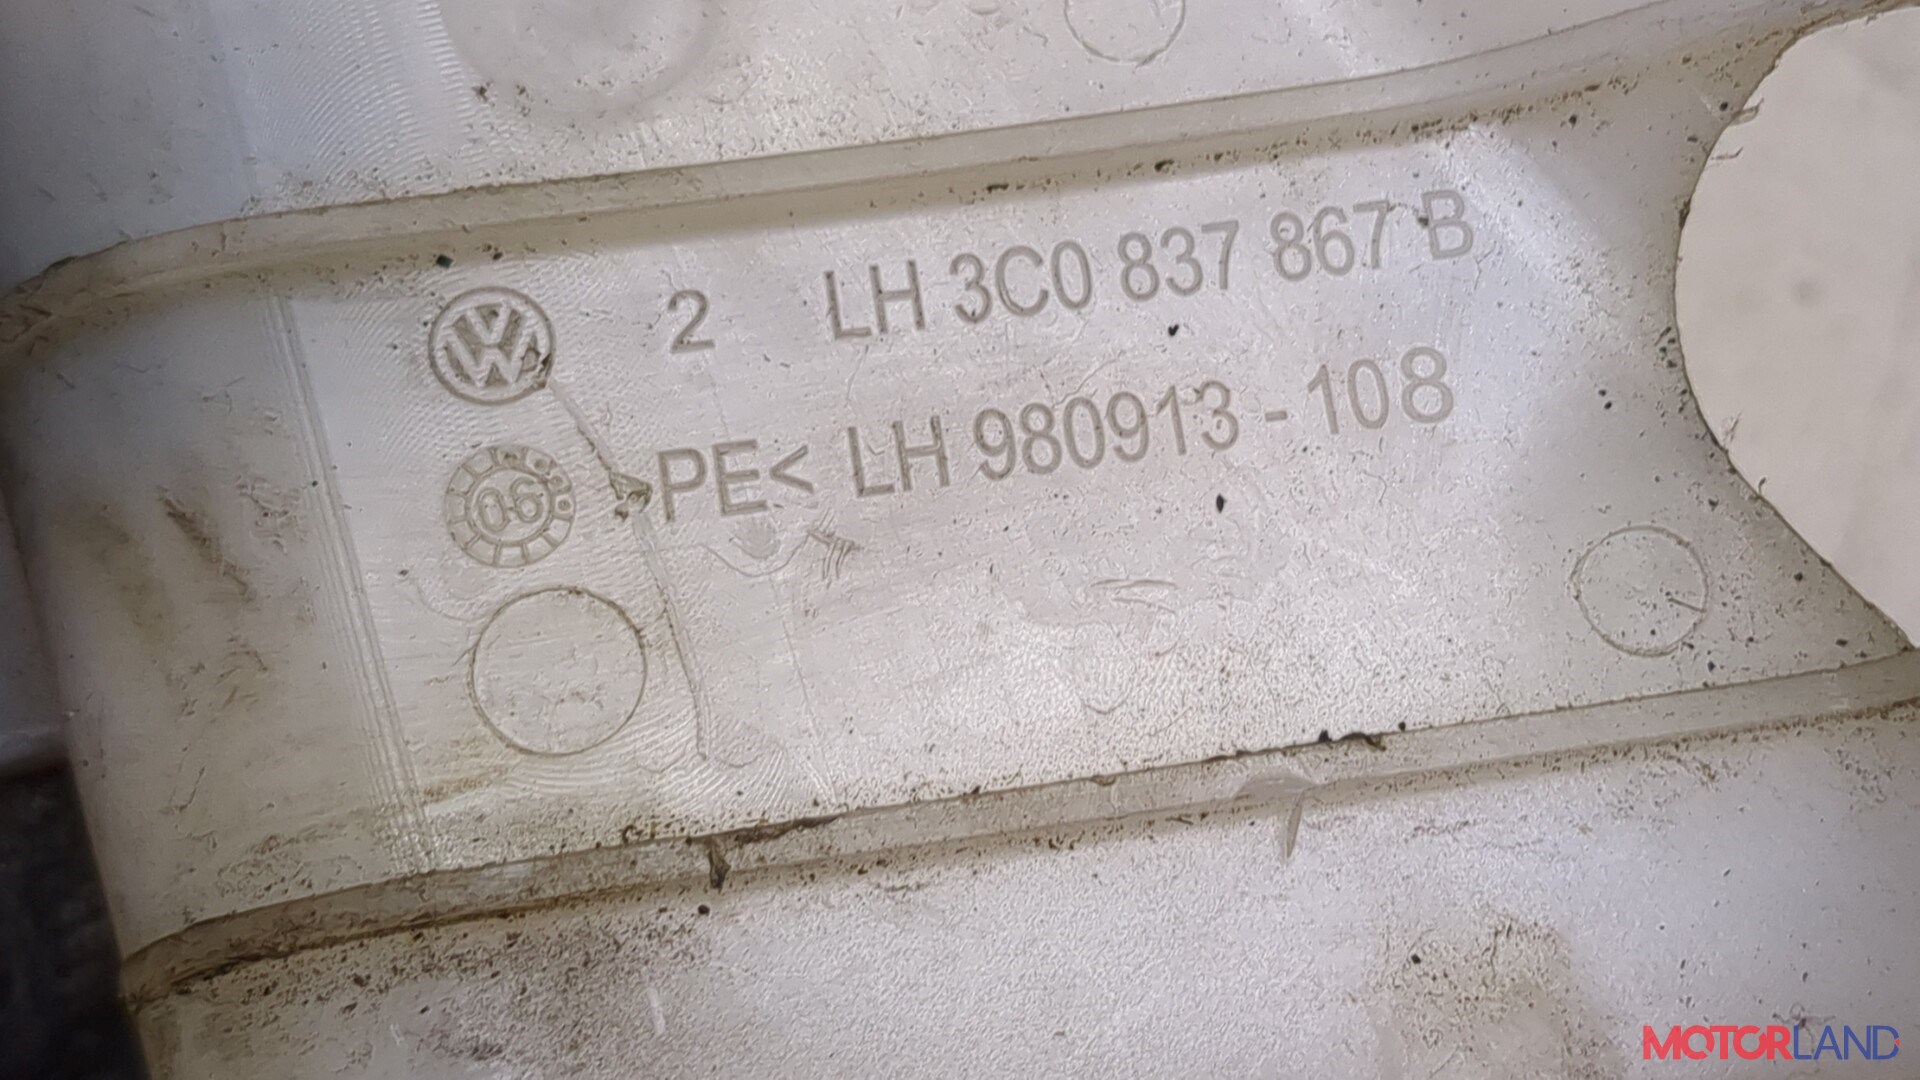 2 LH 3C0 837 867 B
>PE< LH 980913-108
06
MOTORLAND